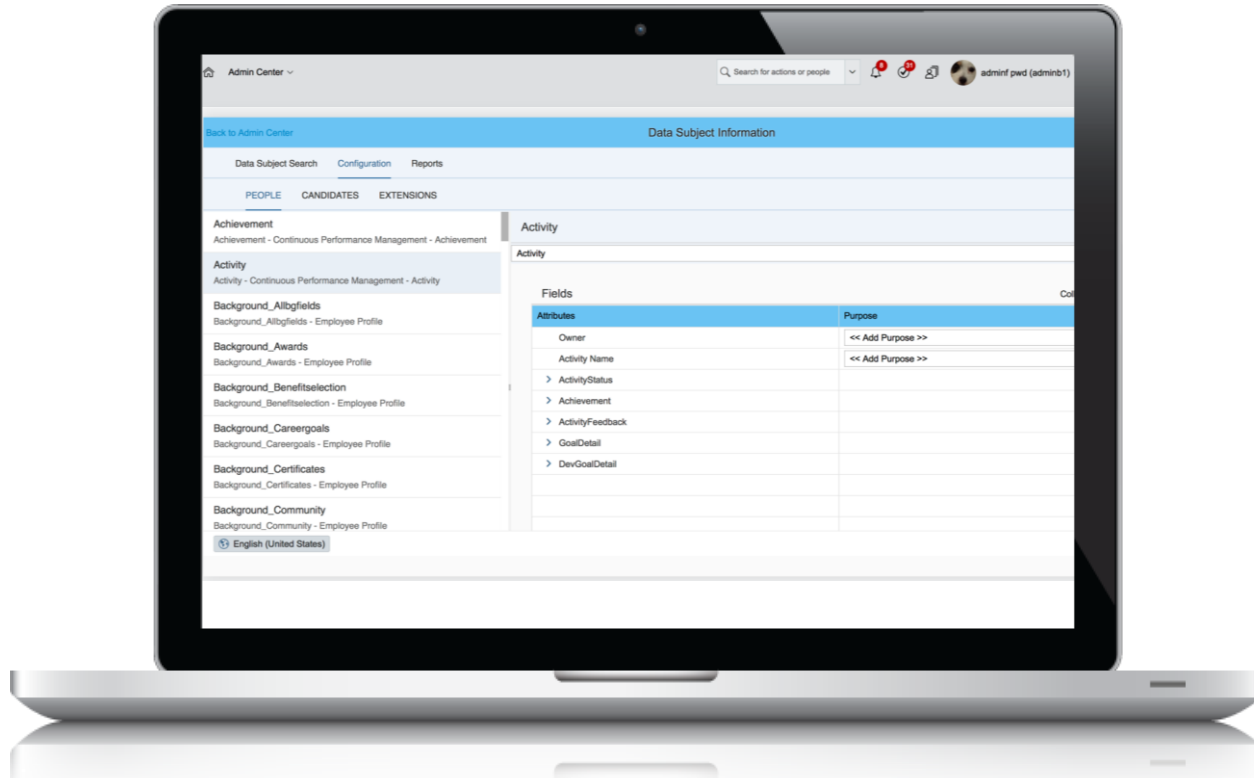 Admin Center
Search for actions or people
adminf pwd (adminb1)
Back to Admin Center
Data Subject Information
Data Subject Search Configuration Reports
PEOPLE CANDIDATES EXTENSIONS
Achievement
Achievement - Continuous Performance Management - Achievement
Activity
Activity - Continuous Performance Management - Activity
Background_Allbgfields
Background_Allbgfields - Employee Profile
Background_Awards
Background_Awards - Employee Profile
Background_Benefitselection
Background_Benefitselection - Employee Profile
Background_Careergoals
Background_Careergoals - Employee Profile
Background_Certificates
Background_Certificates - Employee Profile
Background_Community
Background_Community - Employee Profile
English (United States)
Activity
Activity
Fields
Col
Attributes Purpose
Owner << Add Purpose >>
Activity Name << Add Purpose >>
ActivityStatus
Achievement
ActivityFeedback
GoalDetail
DevGoalDetail